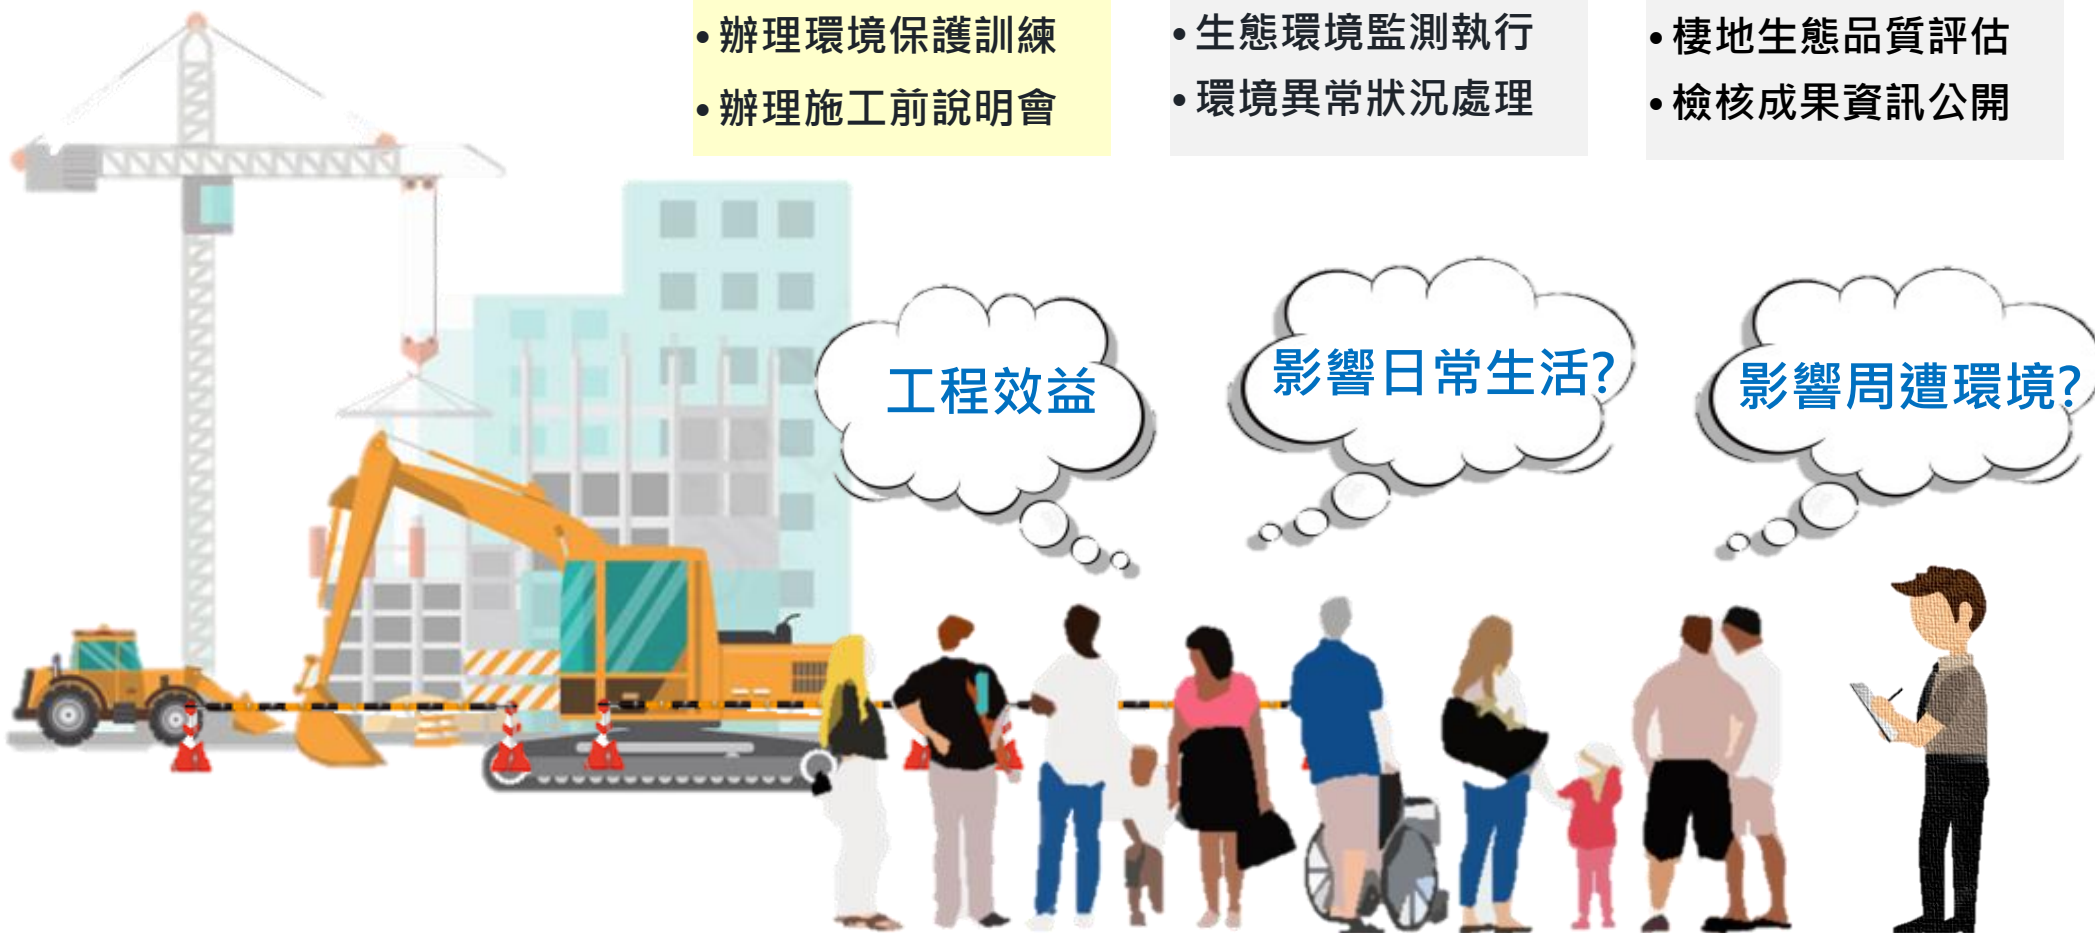 •辦理環境保護訓練
•辦理施工前說明會
•生態環境監測執行
•環境異常狀況處理
•棲地生態品質評估
•檢核成果資訊公開
工程效益
影響日常生活?
影響周遭環境?